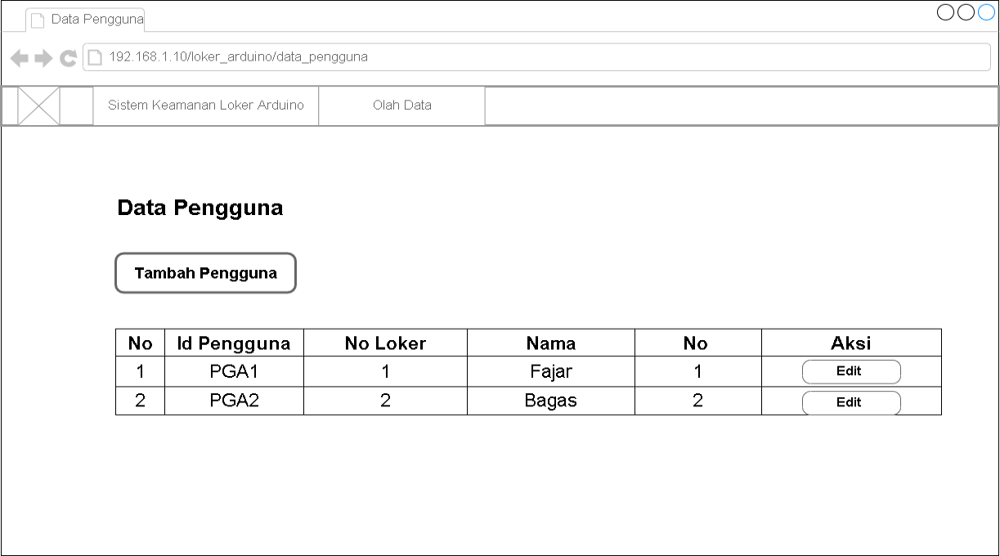 Data Pengguna
192.168.1.10/loker_arduino/data_pengguna
Sistem Keamanan Loker Arduino Olah Data
Data Pengguna
Tambah Pengguna
No Id Pengguna No Loker Nama No Aksi
1 PGA1 1 Fajar 1 Edit
2 PGA2 2 Bagas 2 Edit